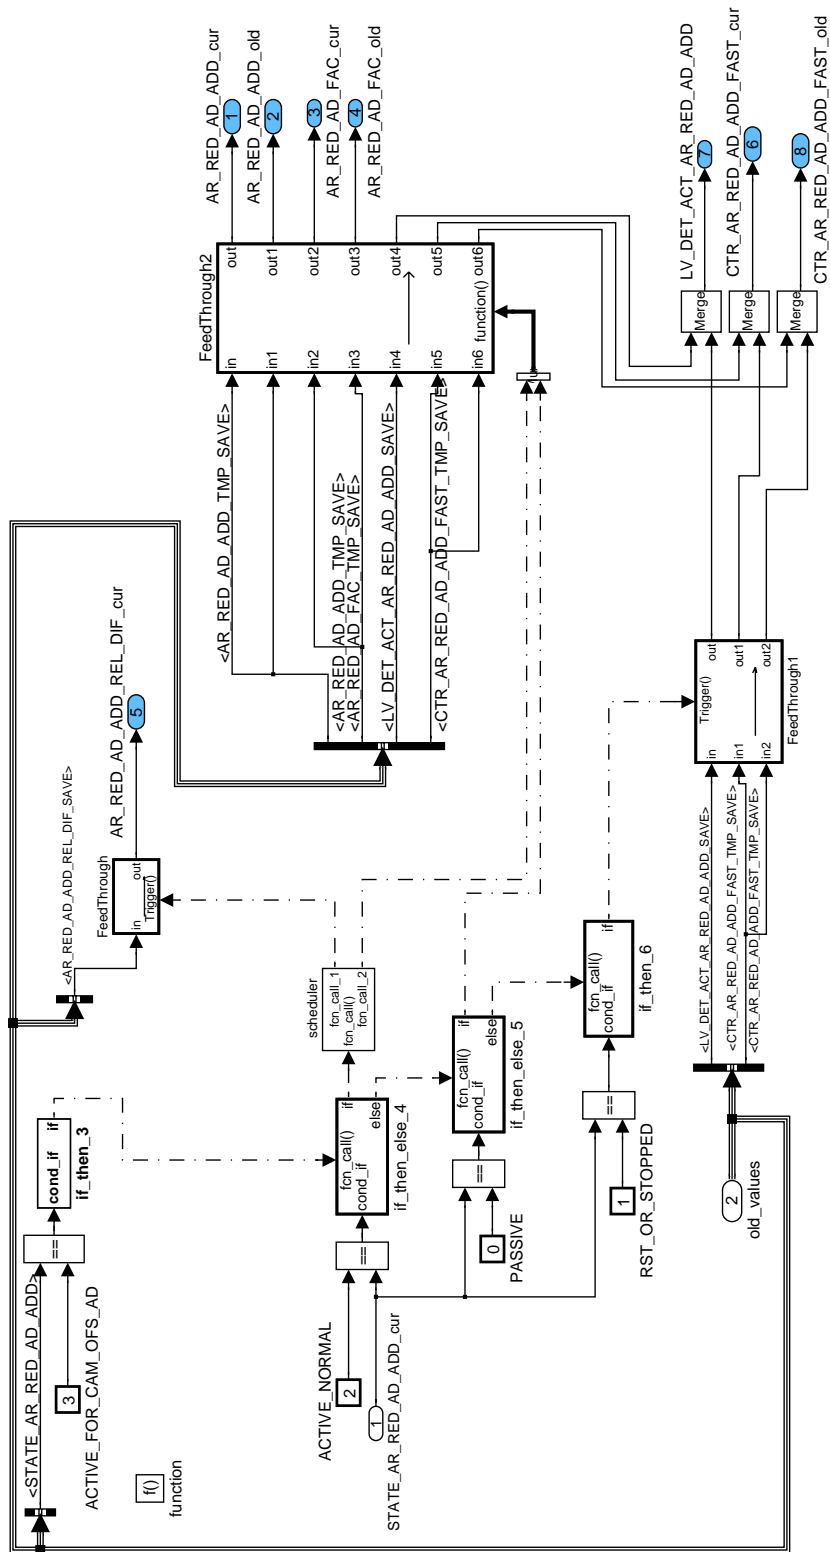 <STATE_AR_RED_AD_ADD>
3
ACTIVE_FOR_CAM_OFS_AD
==
cond_if
if
if_then_3
f()
function
<AR_RED_AD_ADD_REL_DIF_SAVE>
FeedThrough
in
out
Trigger()
AR_RED_AD_ADD_REL_DIF_cur
5
ACTIVE_NORMAL
2
1
STATE_AR_RED_AD_ADD_cur
==
fcn_call()
cond_if
if
else
if_then_else_4
scheduler
fcn_call_1
fcn_call()
fcn_call_2
<AR_RED_AD_ADD_TMP_SAVE>
<AR_RED_AD_ADD_TMP_SAVE>
<AR_RED_AD_FAC_TMP_SAVE>
<LV_DET_ACT_AR_RED_AD_ADD_SAVE>
<CTR_AR_RED_AD_ADD_FAST_TMP_SAVE>
FeedThrough2
in
in1
in2
in3
in4
in5
in6
function()
out
out1
out2
out3
out4
out5
out6
AR_RED_AD_ADD_cur
1
AR_RED_AD_ADD_old
2
AR_RED_AD_FAC_cur
3
4
AR_RED_AD_FAC_old
==
0
PASSIVE
fcn_call()
cond_if
if
else
if_then_else_5
==
1
RST_OR_STOPPED
fcn_call()
cond_if
if
if_then_6
2
old_values
<LV_DET_ACT_AR_RED_AD_ADD_SAVE>
<CTR_AR_RED_AD_ADD_FAST_TMP_SAVE>
<CTR_AR_RED_AD_ADD_FAST_TMP_SAVE>
in
in1
in2
Trigger()
out
out1
out2
FeedThrough1
Merge
Merge
Merge
LV_DET_ACT_AR_RED_AD_ADD
7
CTR_AR_RED_AD_ADD_FAST_cur
6
8
CTR_AR_RED_AD_ADD_FAST_old